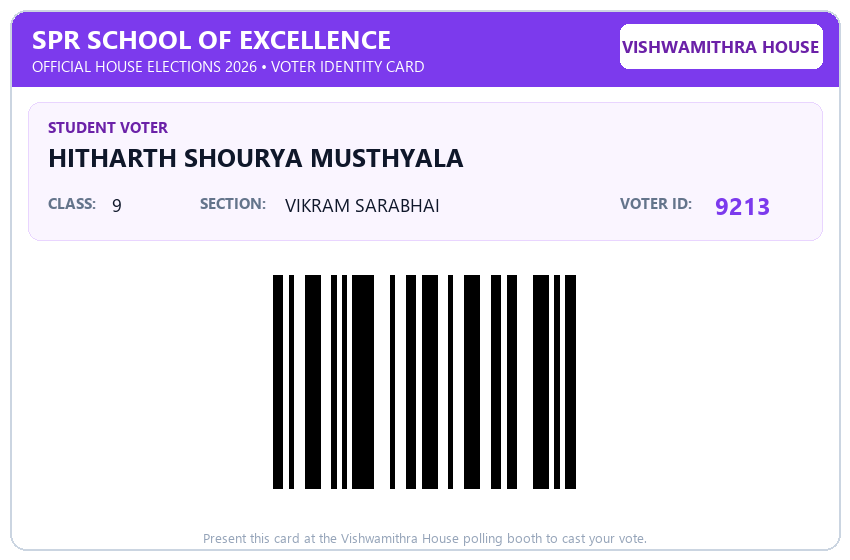 SPR SCHOOL OF EXCELLENCE
OFFICIAL HOUSE ELECTIONS 2026 • VOTER IDENTITY CARD
VISHWAMITHRA HOUSE
STUDENT VOTER
HITHARTH SHOURYA MUSTHYALA
CLASS: 9 SECTION: VIKRAM SARABHAI VOTER ID: 9213
Present this card at the Vishwamithra House polling booth to cast your vote.